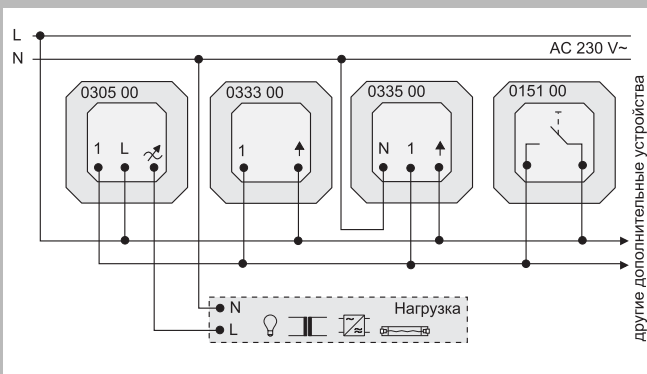 L
N
AC 230 V~
0305 00
0333 00
0335 00
0151 00
1 L
1
N 1
N
L
Нагрузка
другие дополнительные устройства